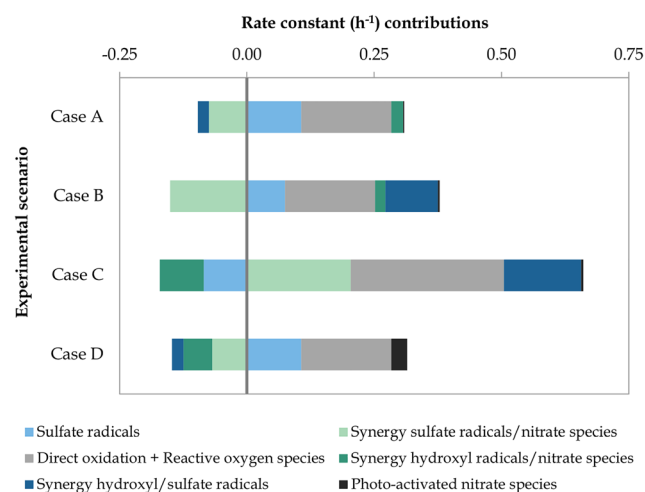 Rate constant (h-1) contributions
-0.25 0.00 0.25 0.50 0.75
Experimental scenario
Case A
Case B
Case C
Case D
Sulfate radicals
Synergy sulfate radicals/nitrate species
Direct oxidation + Reactive oxygen species
Synergy hydroxyl radicals/nitrate species
Synergy hydroxyl/sulfate radicals
Photo-activated nitrate species